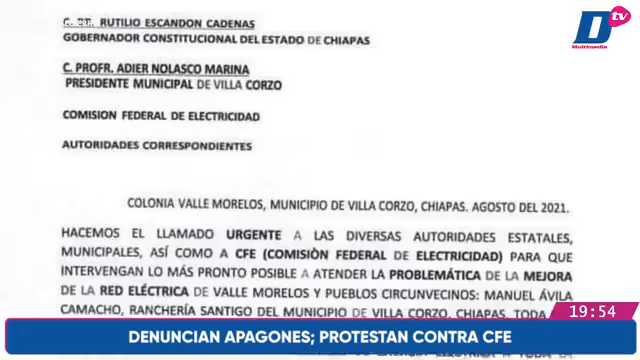 C. DR. RUTILIO ESCANDON CADENAS
GOBERNADOR CONSTITUCIONAL DEL ESTADO DE CHIAPAS
C. PROFR. ADIER NOLASCO MARINA
PRESIDENTE MUNICIPAL DE VILLA CORZO
COMISION FEDERAL DE ELECTRICIDAD
AUTORIDADES CORRESPONDIENTES
COLONIA VALLE MORELOS, MUNICIPIO DE VILLA CORZO, CHIAPAS. AGOSTO DEL 2021.
HACEMOS EL LLAMADO URGENTE A LAS DIVERSAS AUTORIDADES ESTATALES,
MUNICIPALES, ASÍ COMO A CFE (COMISIÒN FEDERAL DE ELECTRICIDAD) PARA QUE
INTERVENGAN LO MÁS PRONTO POSIBLE A ATENDER LA PROBLEMÁTICA DE LA MEJORA
DE LA RED ELÉCTRICA DE VALLE MORELOS Y PUEBLOS CIRCUNVECINOS: MANUEL ÁVILA
CAMACHO, RANCHERÍA SANTIGO DEL MUNICIPIO DE VILLA CORZO, CHIAPAS. TODA
D tv
Multimedia
19:54
DENUNCIAN APAGONES; PROTESTAN CONTRA CFE